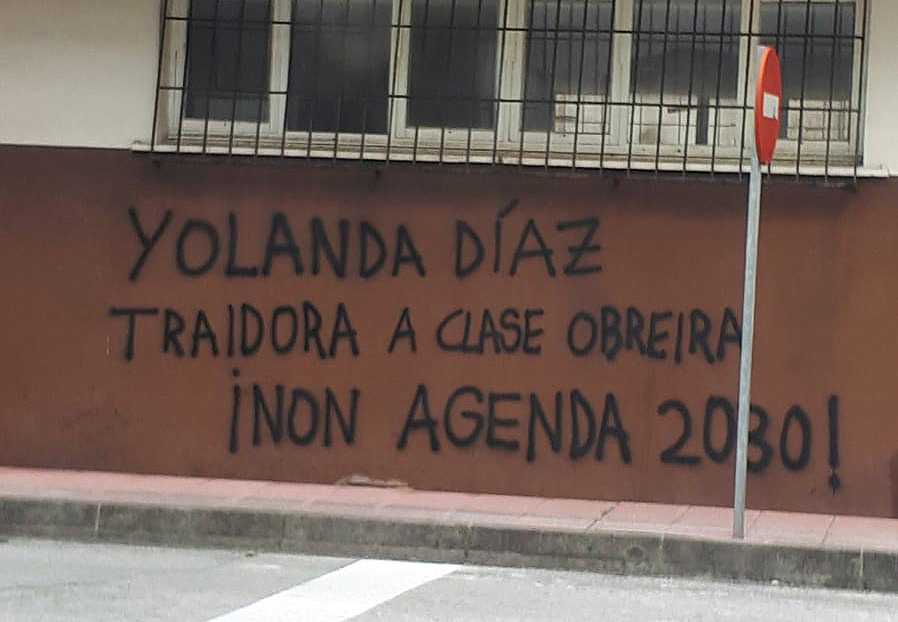 YOLANDA DÍAZ
TRAIDORA A CLASE OBREIRA
¡NON AGENDA 2030!